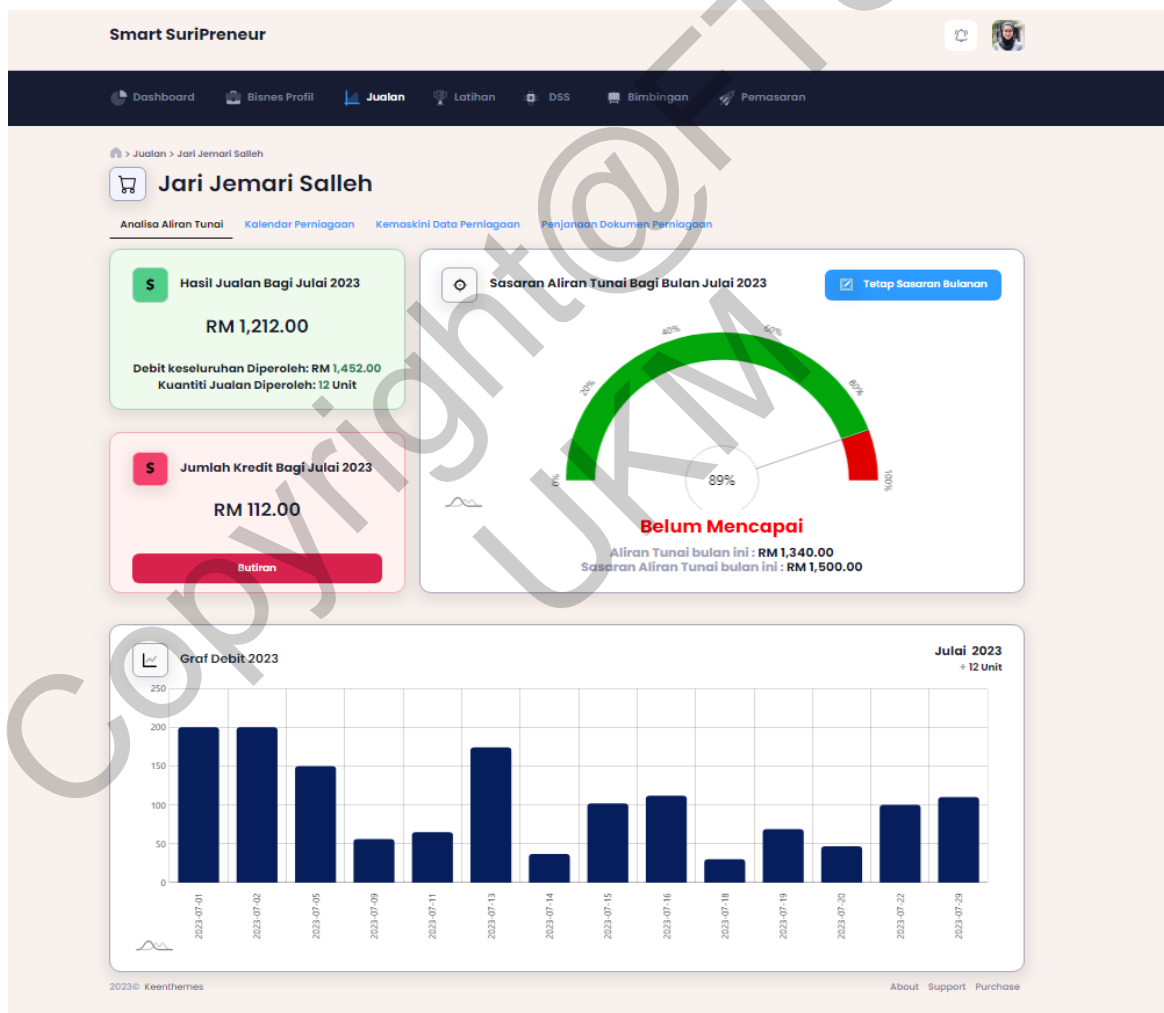 Smart SuriPreneur
Dashboard Bisnes Profil Jualan Latihan DSS Bimbingan Pemasaran
> Jualan > Jari Jemari Salleh
Jari Jemari Salleh
Analisa Aliran Tunai Kalendar Perniagaan Kemaskini Data Perniagaan Penjanaan Dokumen Perniagaan
$ Hasil Jualan Bagi Julai 2023
RM 1,212.00
Debit keseluruhan Diperoleh: RM 1,452.00
Kuantiti Jualan Diperoleh: 12 Unit
$ Jumlah Kredit Bagi Julai 2023
RM 112.00
Butiran
Sasaran Aliran Tunai Bagi Bulan Julai 2023
Tetap Sasaran Bulanan
0% 20% 40% 60% 80% 100%
89%
Belum Mencapai
Aliran Tunai bulan ini : RM 1,340.00
Sasaran Aliran Tunai bulan ini : RM 1,500.00
Graf Debit 2023
Julai 2023
+ 12 Unit
250
200
150
100
50
0
2023-07-01 2023-07-02 2023-07-05 2023-07-09 2023-07-11 2023-07-13 2023-07-14 2023-07-15 2023-07-16 2023-07-18 2023-07-19 2023-07-20 2023-07-22 2023-07-29
2023© Keenthemes
About Support Purchase
UKM